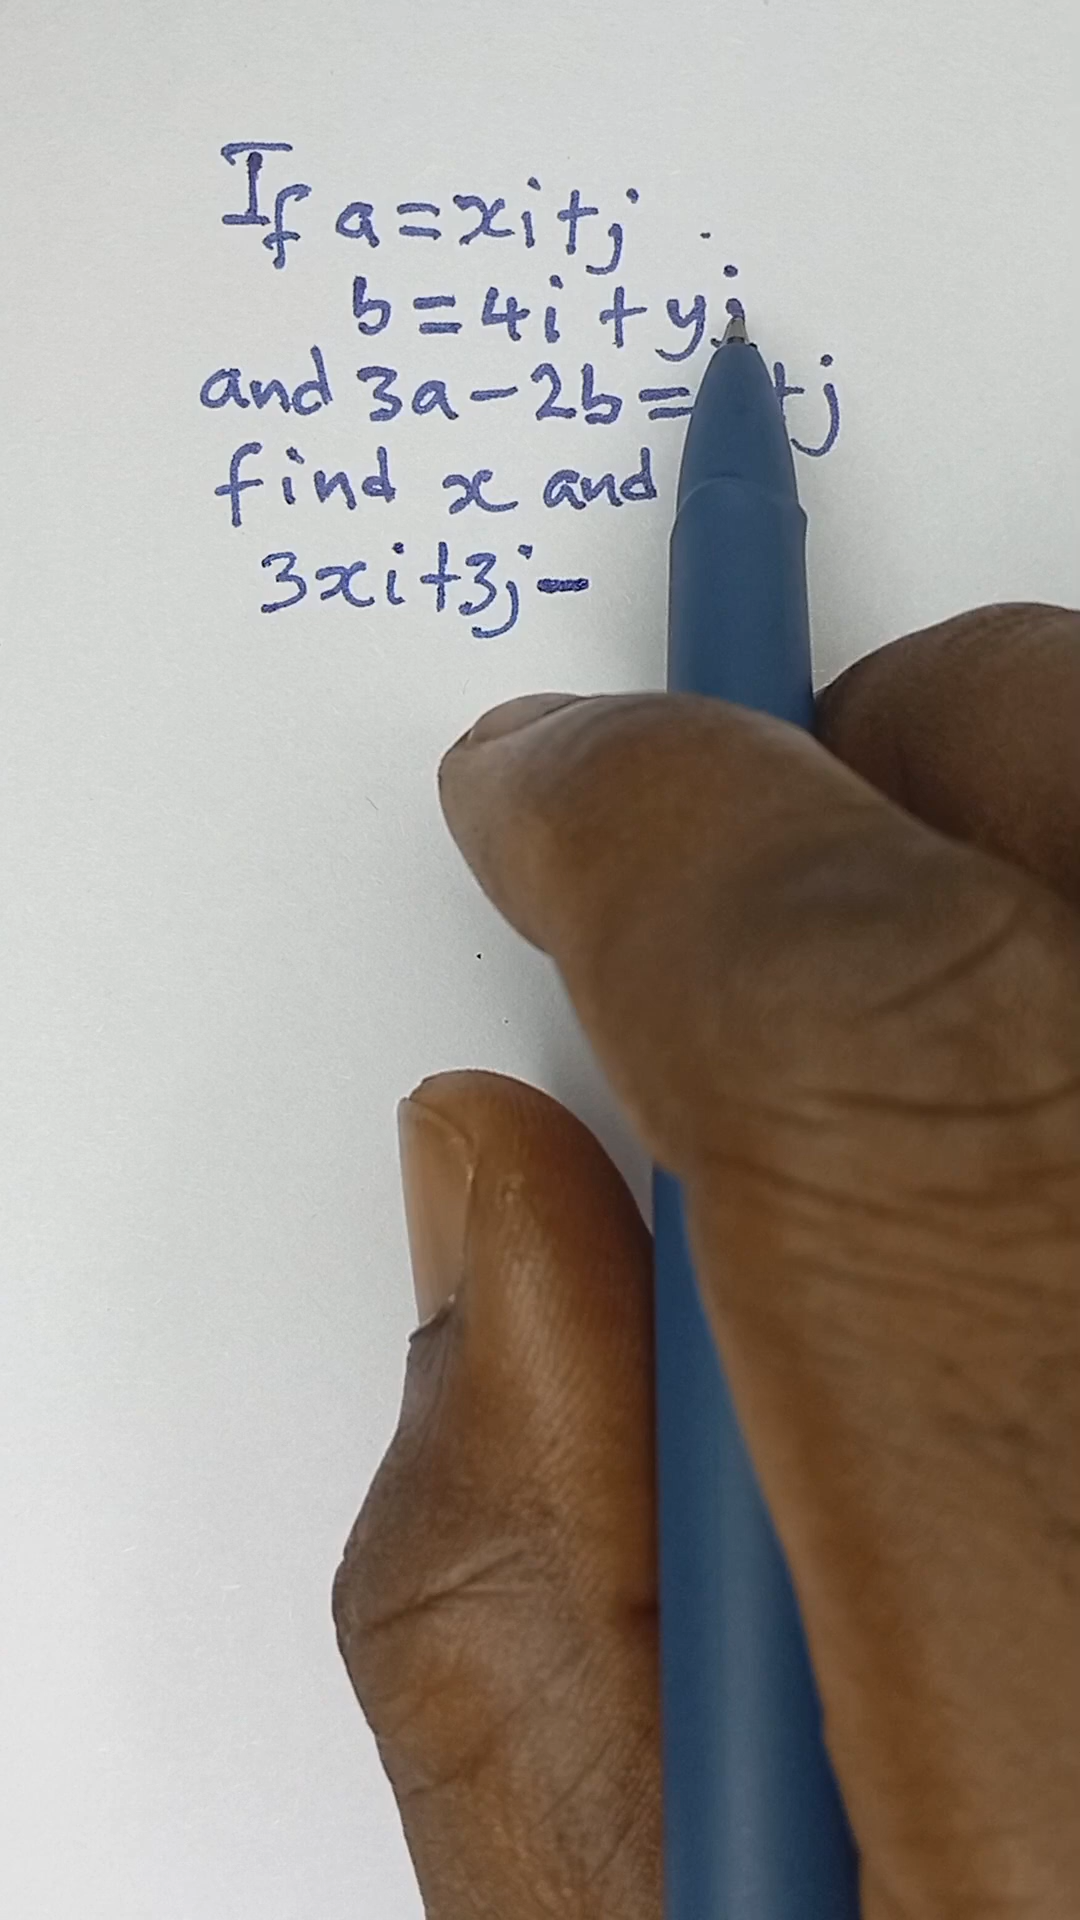 If a = xi + j
b = 4i + yj
and 3a - 2b = +j
find x and
3xi + 3j -